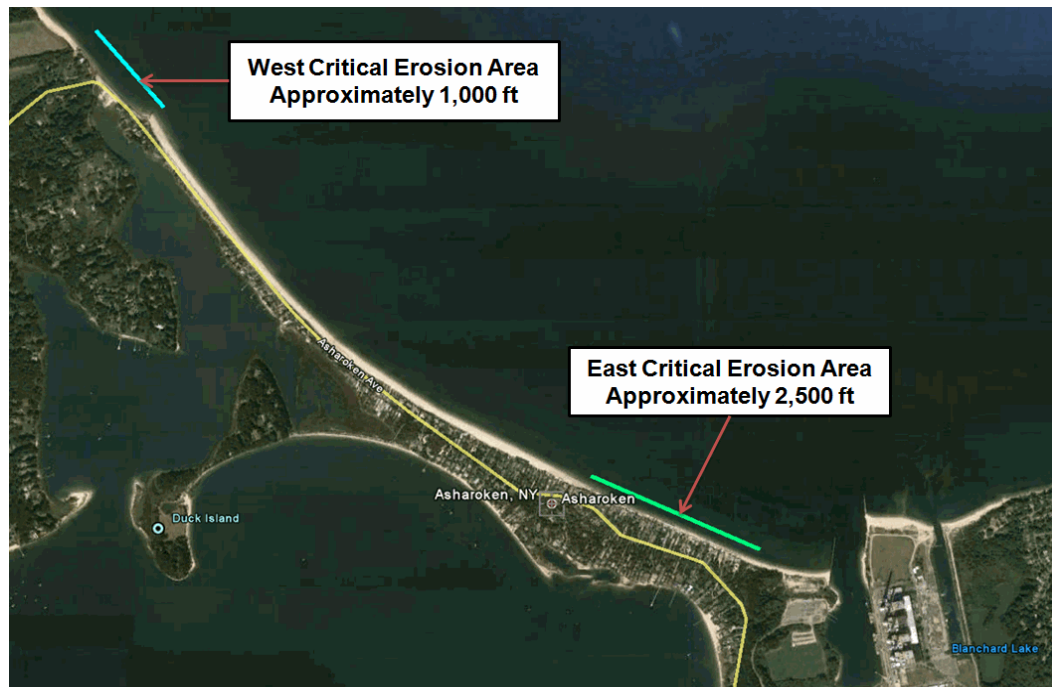 West Critical Erosion Area
Approximately 1,000 ft
Asharoken Ave
East Critical Erosion Area
Approximately 2,500 ft
Asharoken, NY
Asharoken
Duck Island
Blanchard Lake